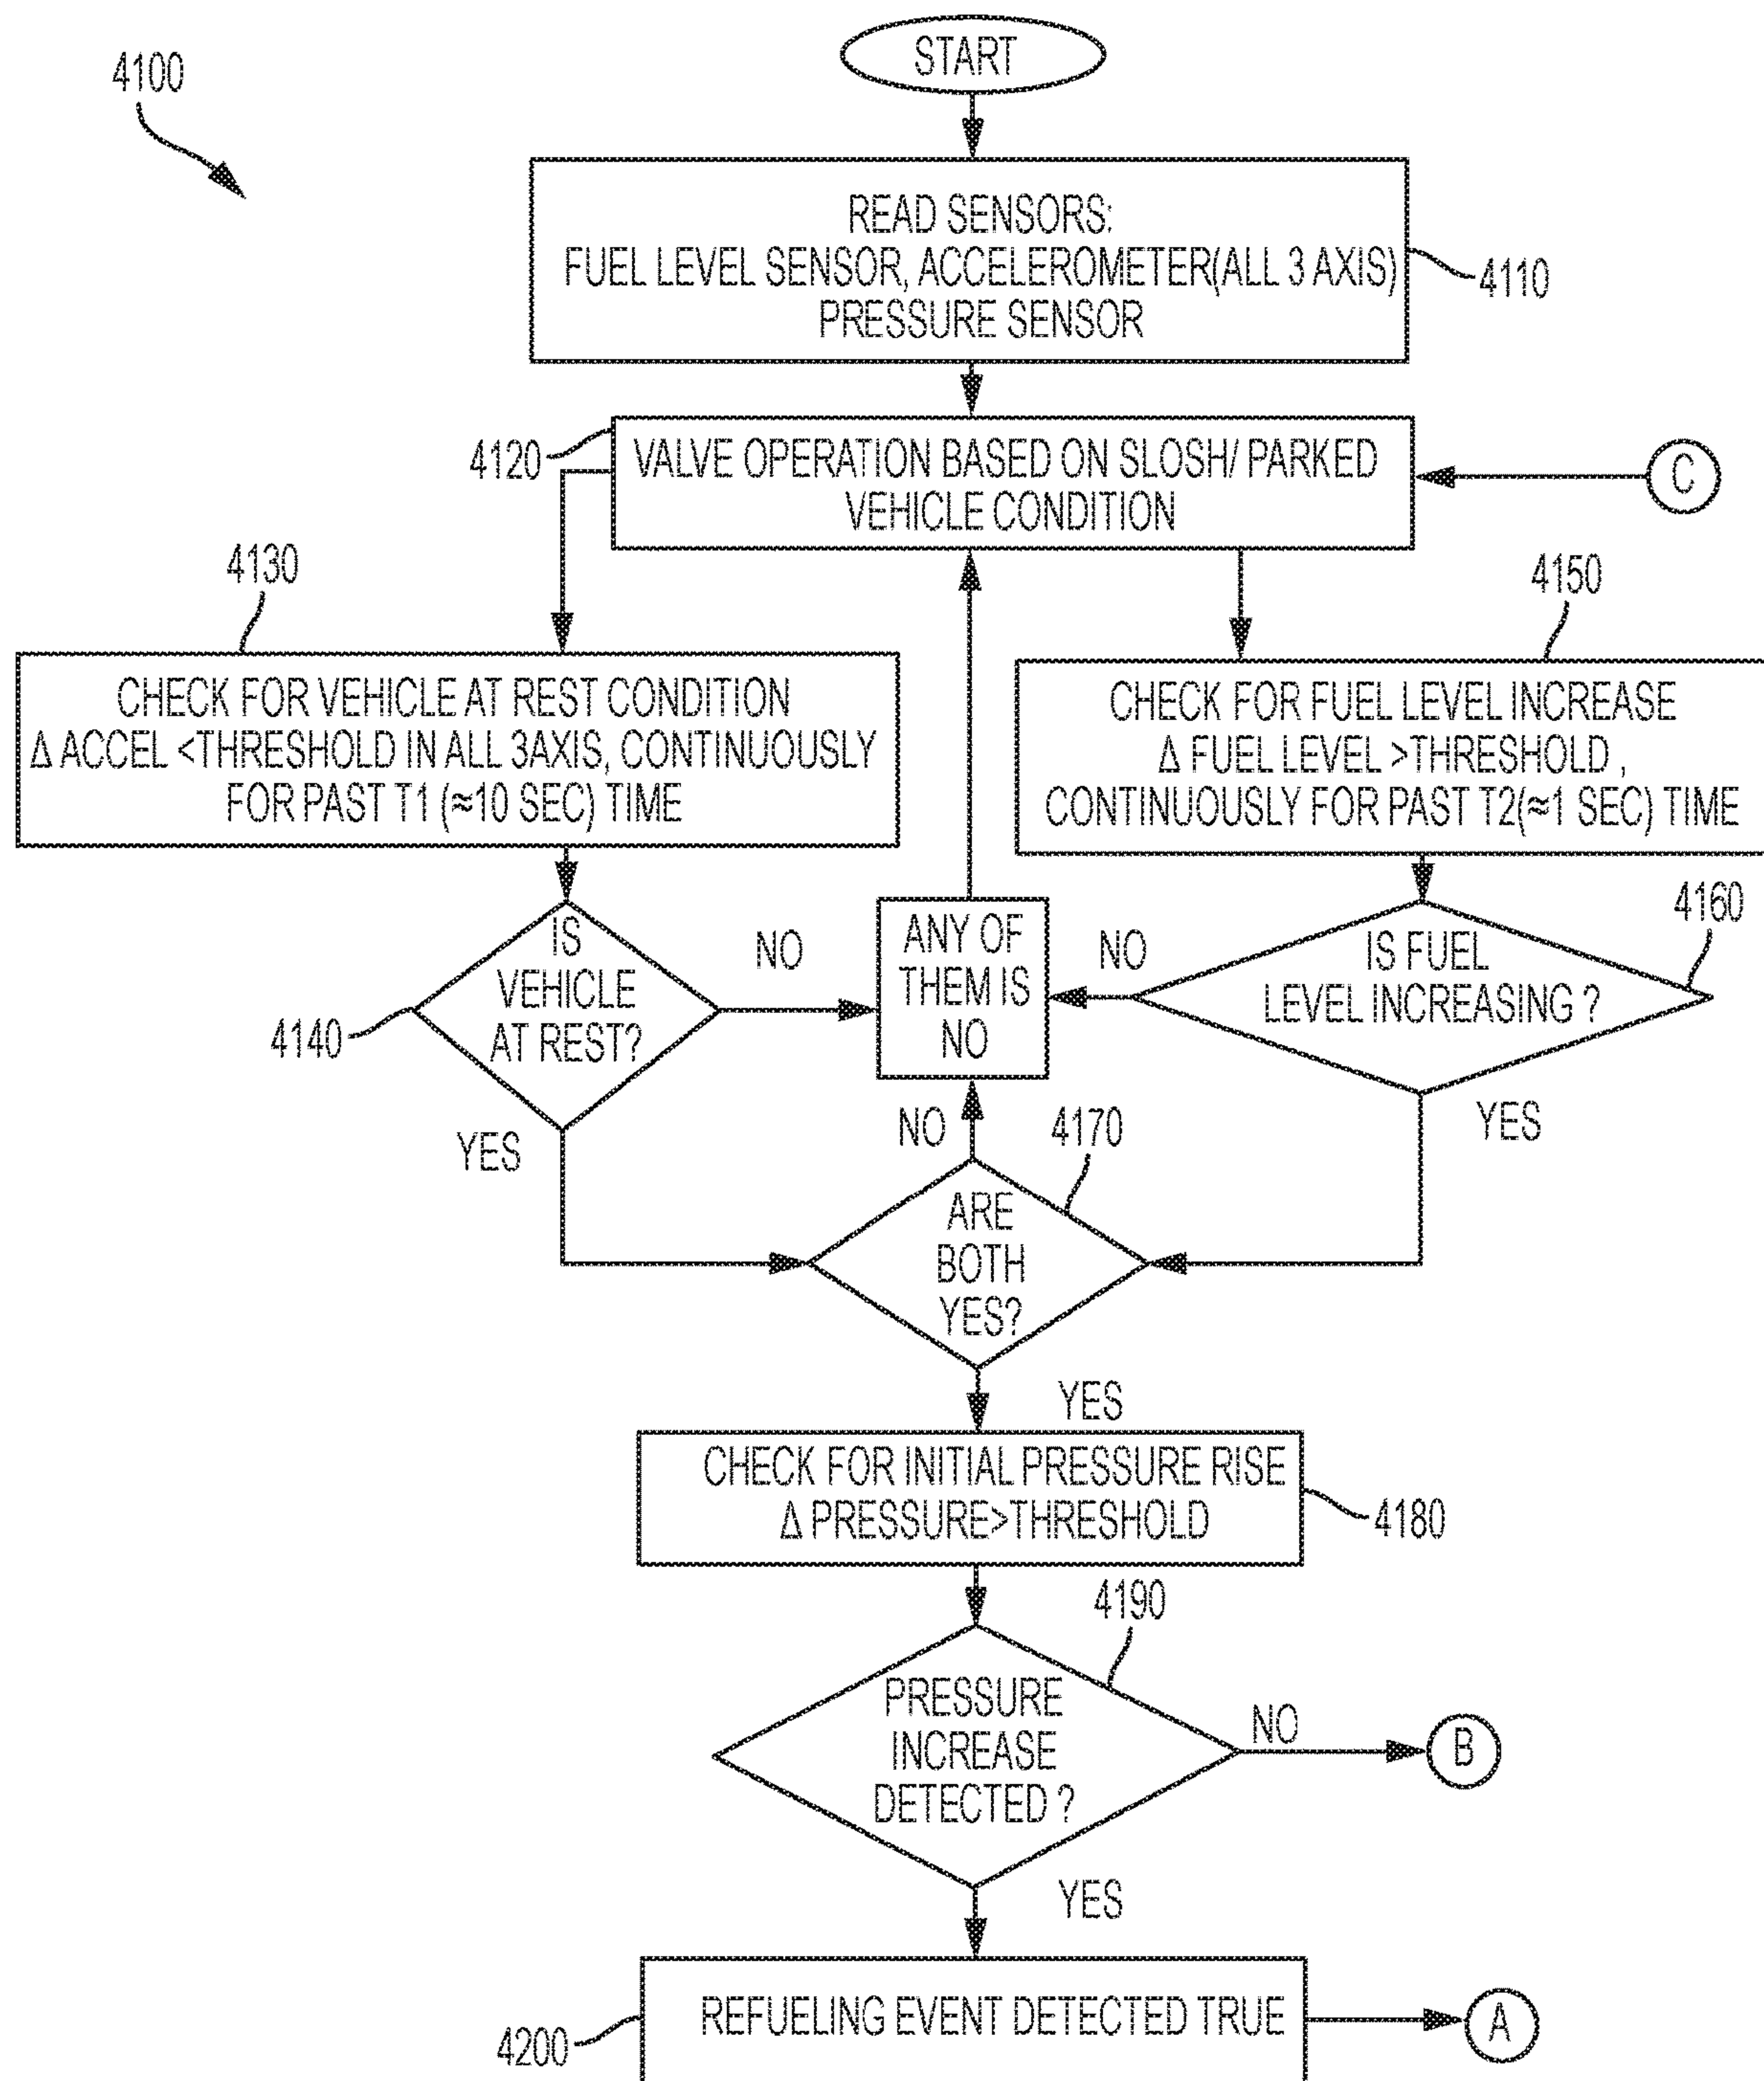 START
4100
READ SENSORS:
FUEL LEVEL SENSOR, ACCELEROMETER(ALL 3 AXIS)
PRESSURE SENSOR
4110
4120
VALVE OPERATION BASED ON SLOSH/ PARKED
VEHICLE CONDITION
C
4130
CHECK FOR VEHICLE AT REST CONDITION
Δ ACCEL <THRESHOLD IN ALL 3AXIS, CONTINUOUSLY
FOR PAST T1 (≈10 SEC) TIME
4150
CHECK FOR FUEL LEVEL INCREASE
Δ FUEL LEVEL >THRESHOLD ,
CONTINUOUSLY FOR PAST T2(≈1 SEC) TIME
IS
VEHICLE
AT REST?
4140
NO
YES
ANY OF
THEM IS
NO
NO
IS FUEL
LEVEL INCREASING ?
4160
YES
NO
4170
ARE
BOTH
YES?
YES
CHECK FOR INITIAL PRESSURE RISE
Δ PRESSURE>THRESHOLD
4180
4190
PRESSURE
INCREASE
DETECTED ?
NO
B
YES
REFUELING EVENT DETECTED TRUE
4200
A